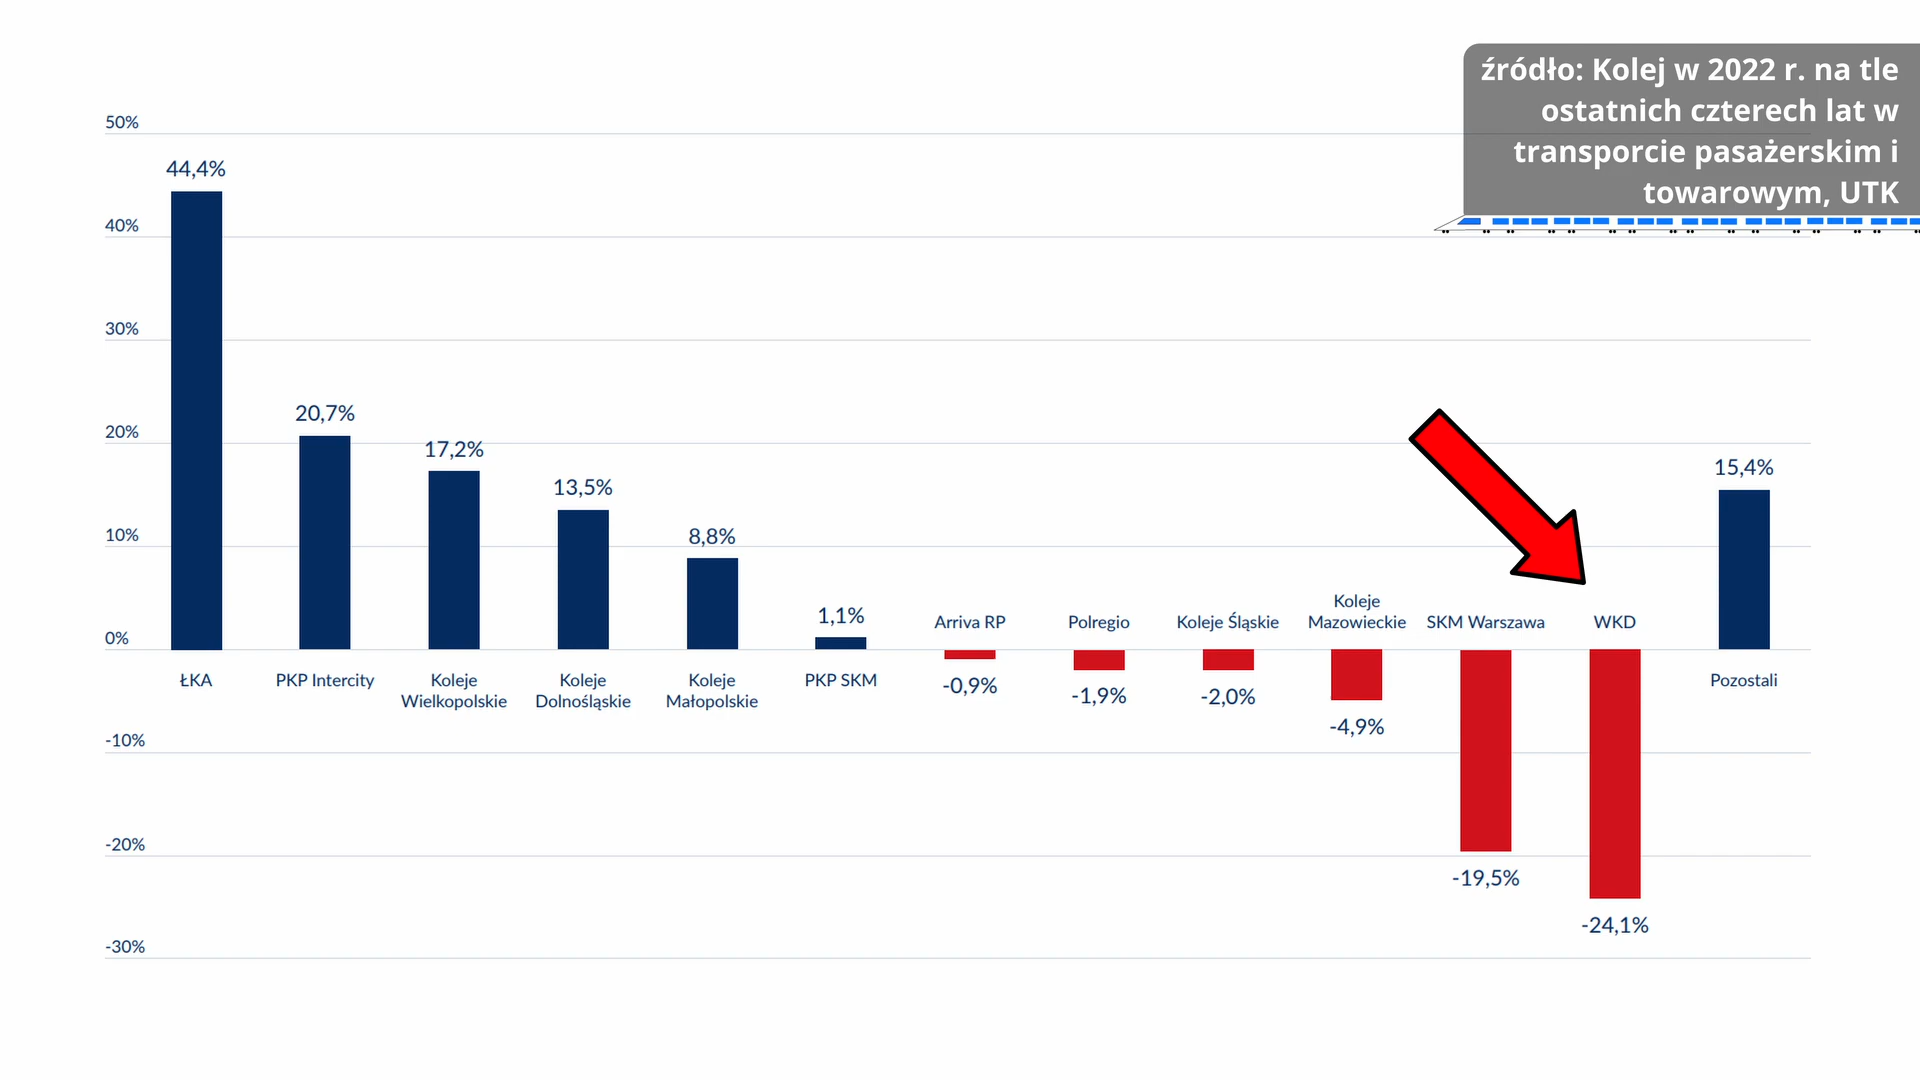 źródło: Kolej w 2022 r. na tle
ostatnich czterech lat w
transporcie pasażerskim i
towarowym, UTK
50%
40%
30%
20%
10%
0%
-10%
-20%
-30%
44,4%
20,7%
17,2%
13,5%
8,8%
1,1%
-0,9%
-1,9%
-2,0%
-4,9%
-19,5%
-24,1%
15,4%
ŁKA
PKP Intercity
Koleje
Wielkopolskie
Koleje
Dolnośląskie
Koleje
Małopolskie
PKP SKM
Arriva RP
Polregio
Koleje Śląskie
Koleje
Mazowieckie
SKM Warszawa
WKD
Pozostali